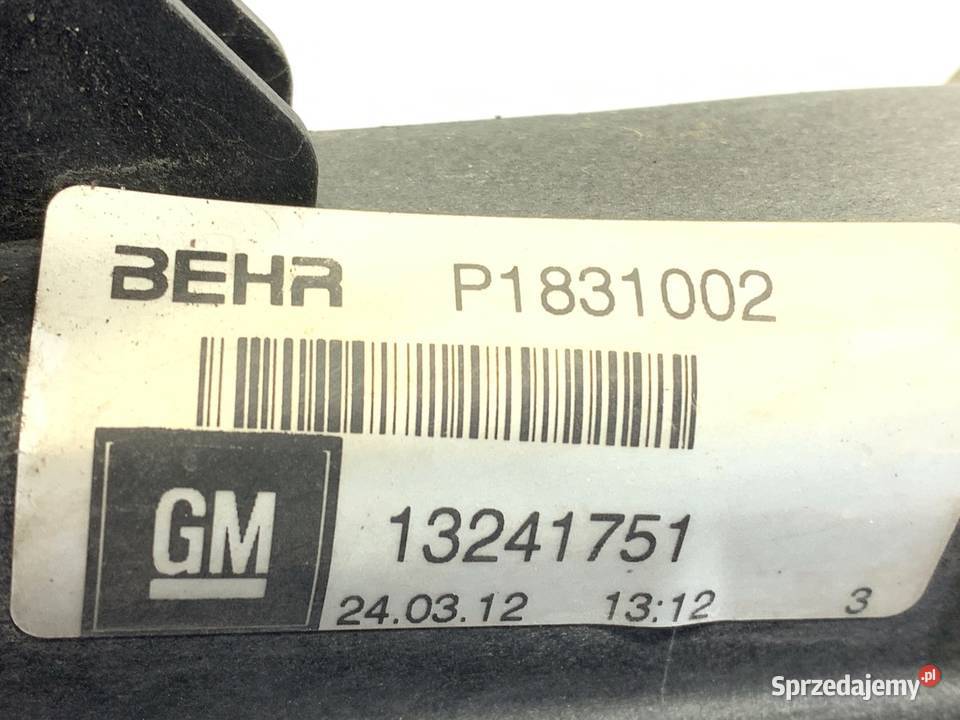 BEHR P1831002
GM 13241751
24.03.12 13:12 3
Sprzedajemy.pl